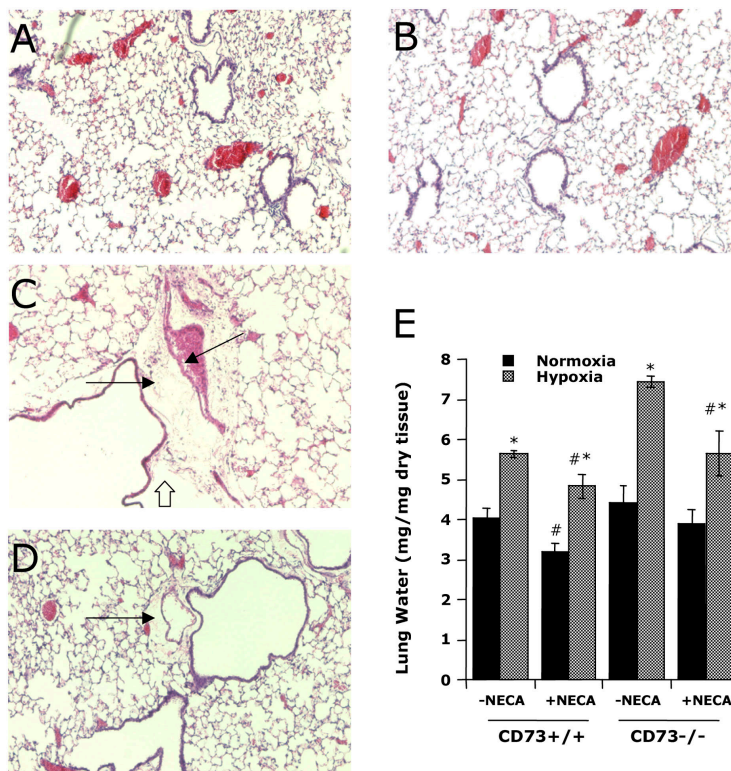 A
B
C
D
E
Normoxia
Hypoxia
Lung Water (mg/mg dry tissue)
8
7
6
5
4
3
2
1
0
*
#
#*
*
#*
-NECA
+NECA
-NECA
+NECA
CD73+/+
CD73-/-